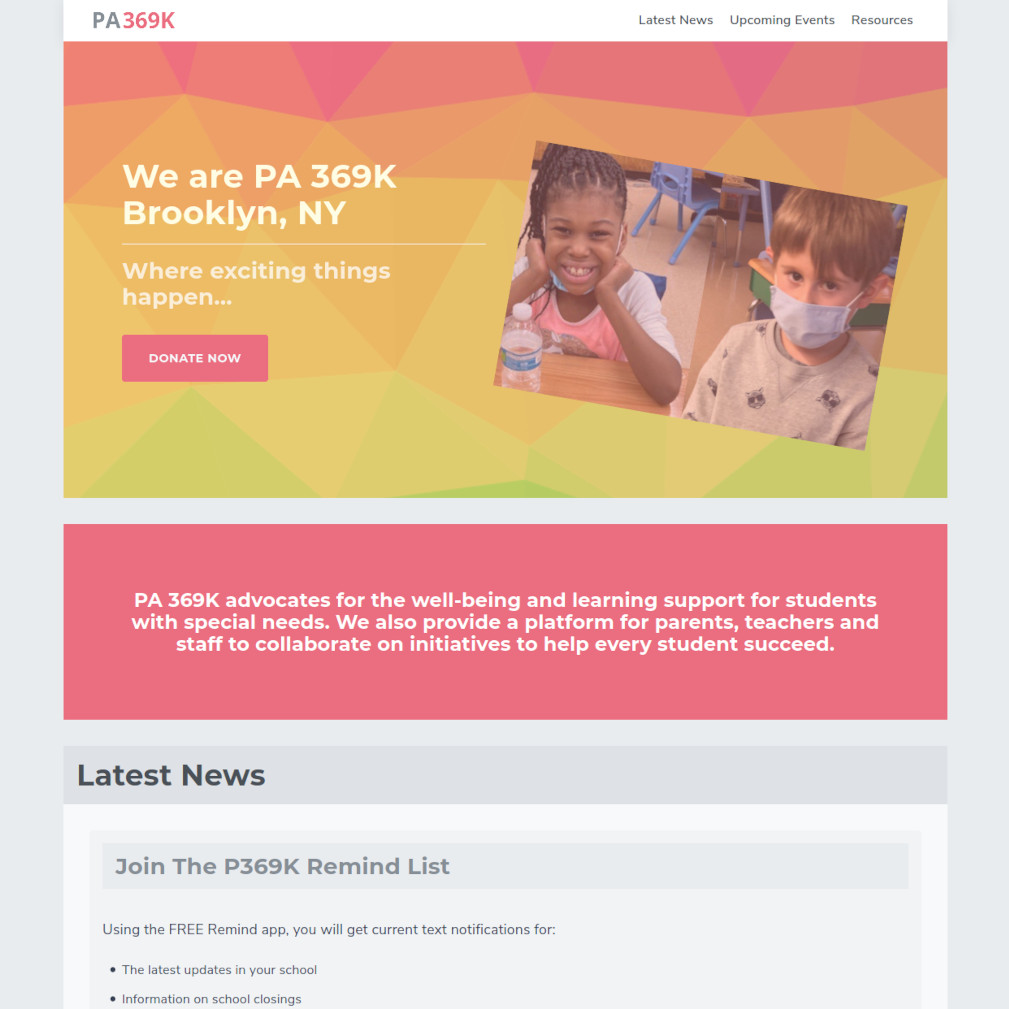 PA369K
Latest News Upcoming Events Resources
We are PA 369K
Brooklyn, NY
Where exciting things
happen...
DONATE NOW
PA 369K advocates for the well-being and learning support for students
with special needs. We also provide a platform for parents, teachers and
staff to collaborate on initiatives to help every student succeed.
Latest News
Join The P369K Remind List
Using the FREE Remind app, you will get current text notifications for:
• The latest updates in your school
• Information on school closings